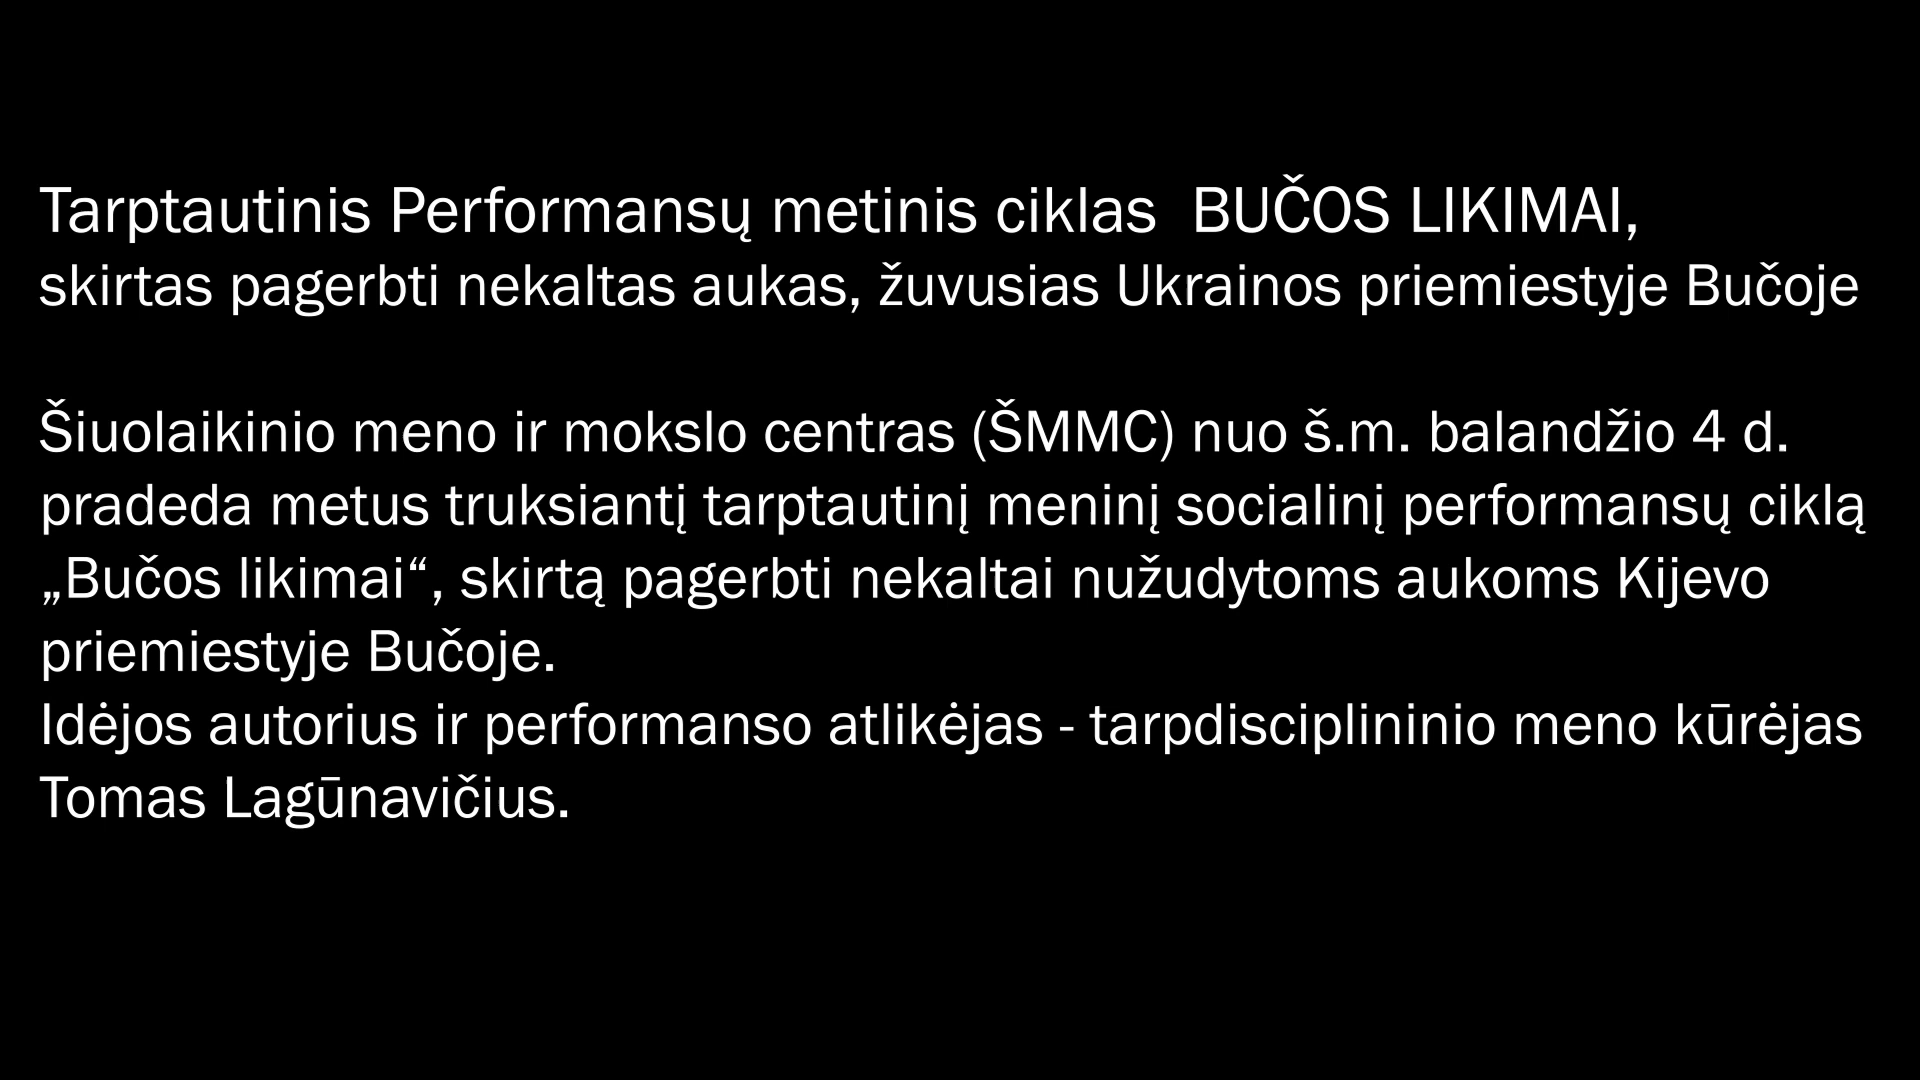 Tarptautinis Performansų metinis ciklas  BUČOS LIKIMAI,
skirtas pagerbti nekaltas aukas, žuvusias Ukrainos priemiestyje Bučoje
Šiuolaikinio meno ir mokslo centras (ŠMMC) nuo š.m. balandžio 4 d.
pradeda metus truksiantį tarptautinį meninį socialinį performansų ciklą
„Bučos likimai“, skirtą pagerbti nekaltai nužudytoms aukoms Kijevo
priemiestyje Bučoje.
Idėjos autorius ir performanso atlikėjas - tarpdisciplininio meno kūrėjas
Tomas Lagūnavičius.